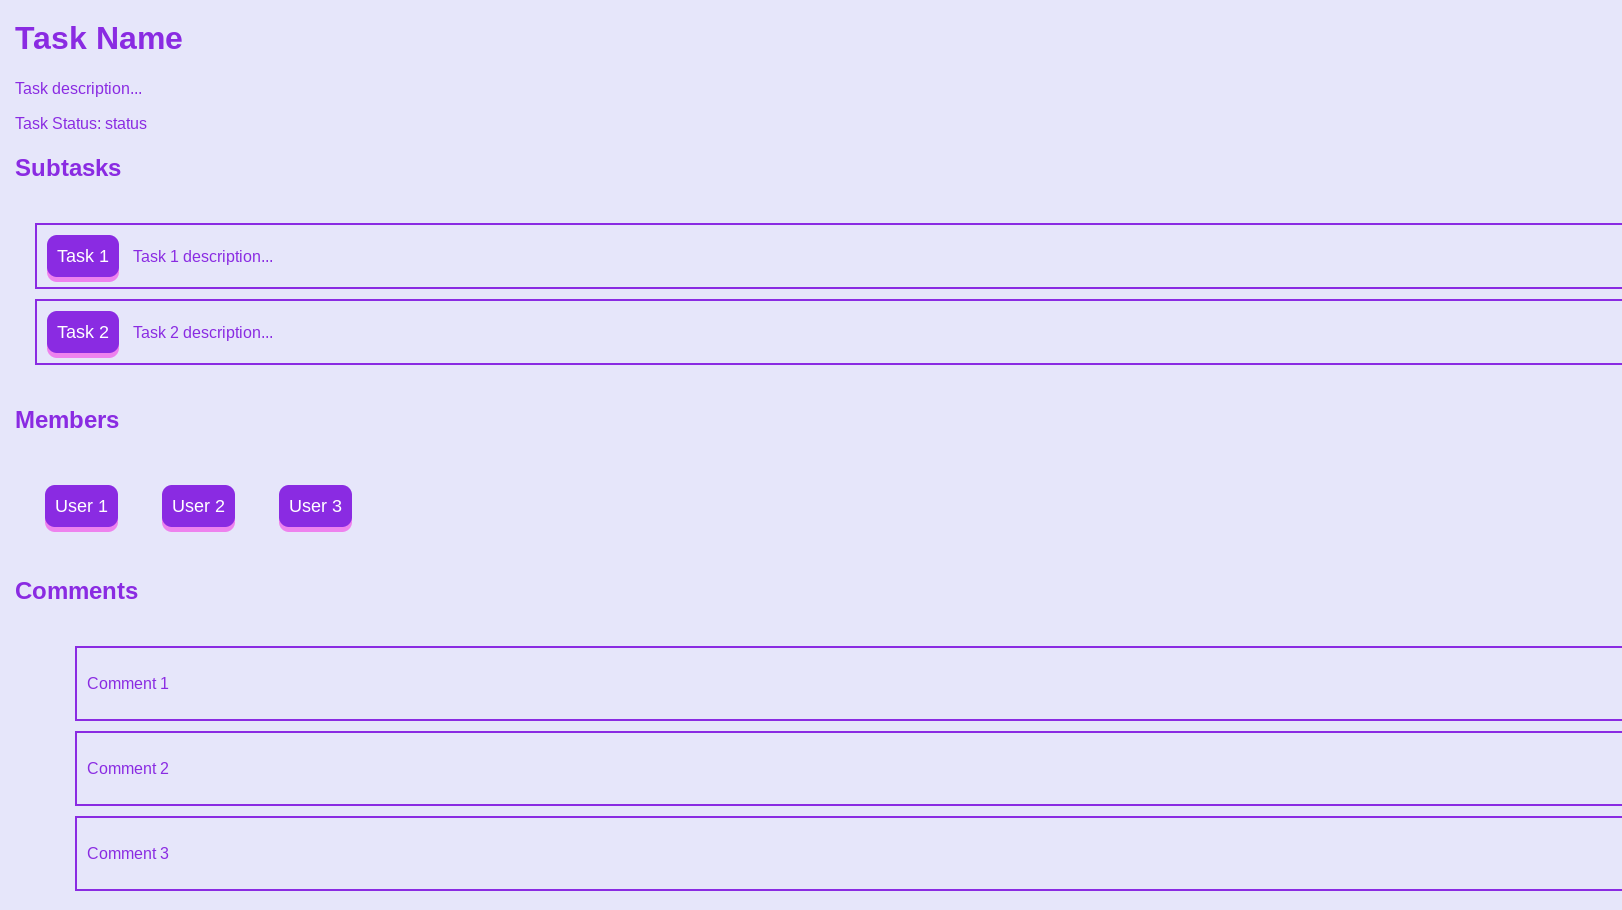 Task Name
Task description...
Task Status: status
Subtasks
Task 1 Task 1 description...
Task 2 Task 2 description...
Members
User 1 User 2 User 3
Comments
Comment 1
Comment 2
Comment 3